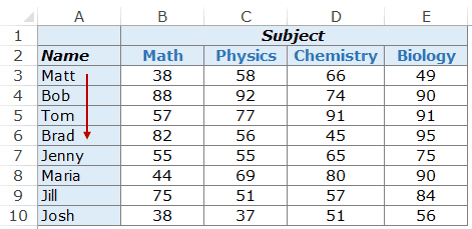 A B C D E
1 Subject
2 Name Math Physics Chemistry Biology
3 Matt 38 58 66 49
4 Bob 88 92 74 90
5 Tom 57 77 91 91
6 Brad 82 56 45 95
7 Jenny 55 55 65 75
8 Maria 44 69 80 90
9 Jill 75 51 57 84
10 Josh 38 37 51 56